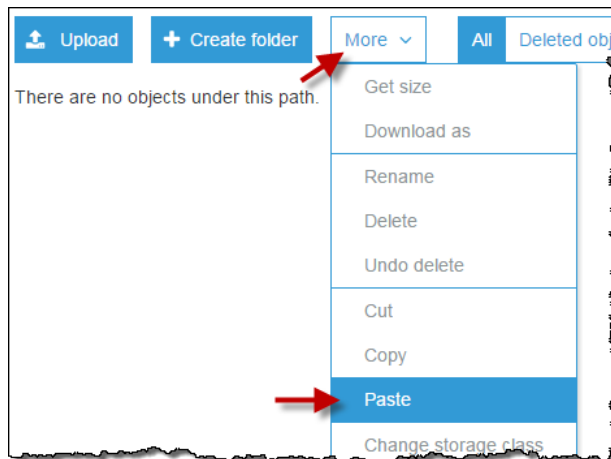 Upload
Create folder
More
All
Deleted obj
There are no objects under this path.
Get size
Download as
Rename
Delete
Undo delete
Cut
Copy
Paste
Change storage class